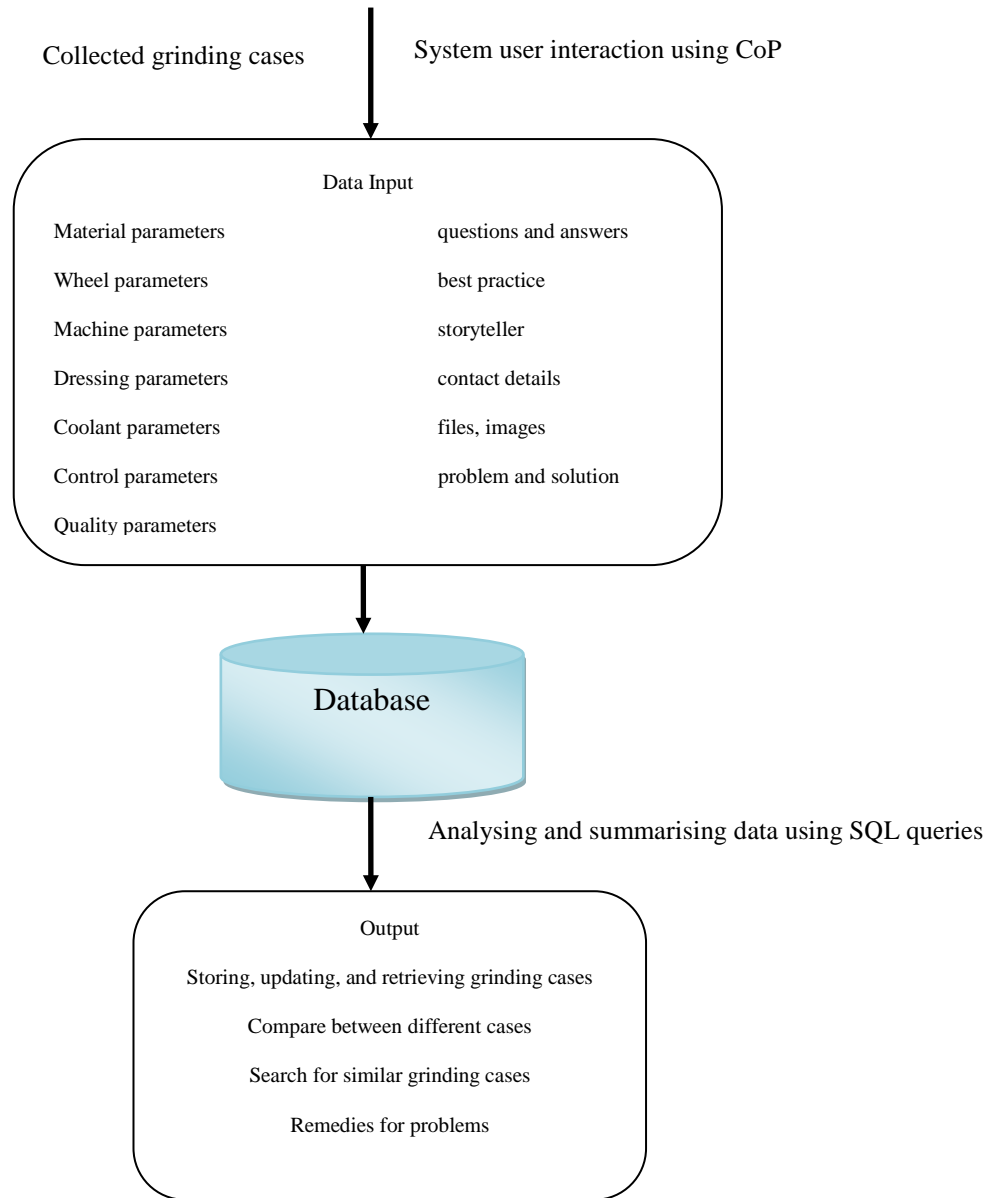 Collected grinding cases
System user interaction using CoP
Data Input
Material parameters
Wheel parameters
Machine parameters
Dressing parameters
Coolant parameters
Control parameters
Quality parameters
questions and answers
best practice
storyteller
contact details
files, images
problem and solution
Database
Analysing and summarising data using SQL queries
Output
Storing, updating, and retrieving grinding cases
Compare between different cases
Search for similar grinding cases
Remedies for problems